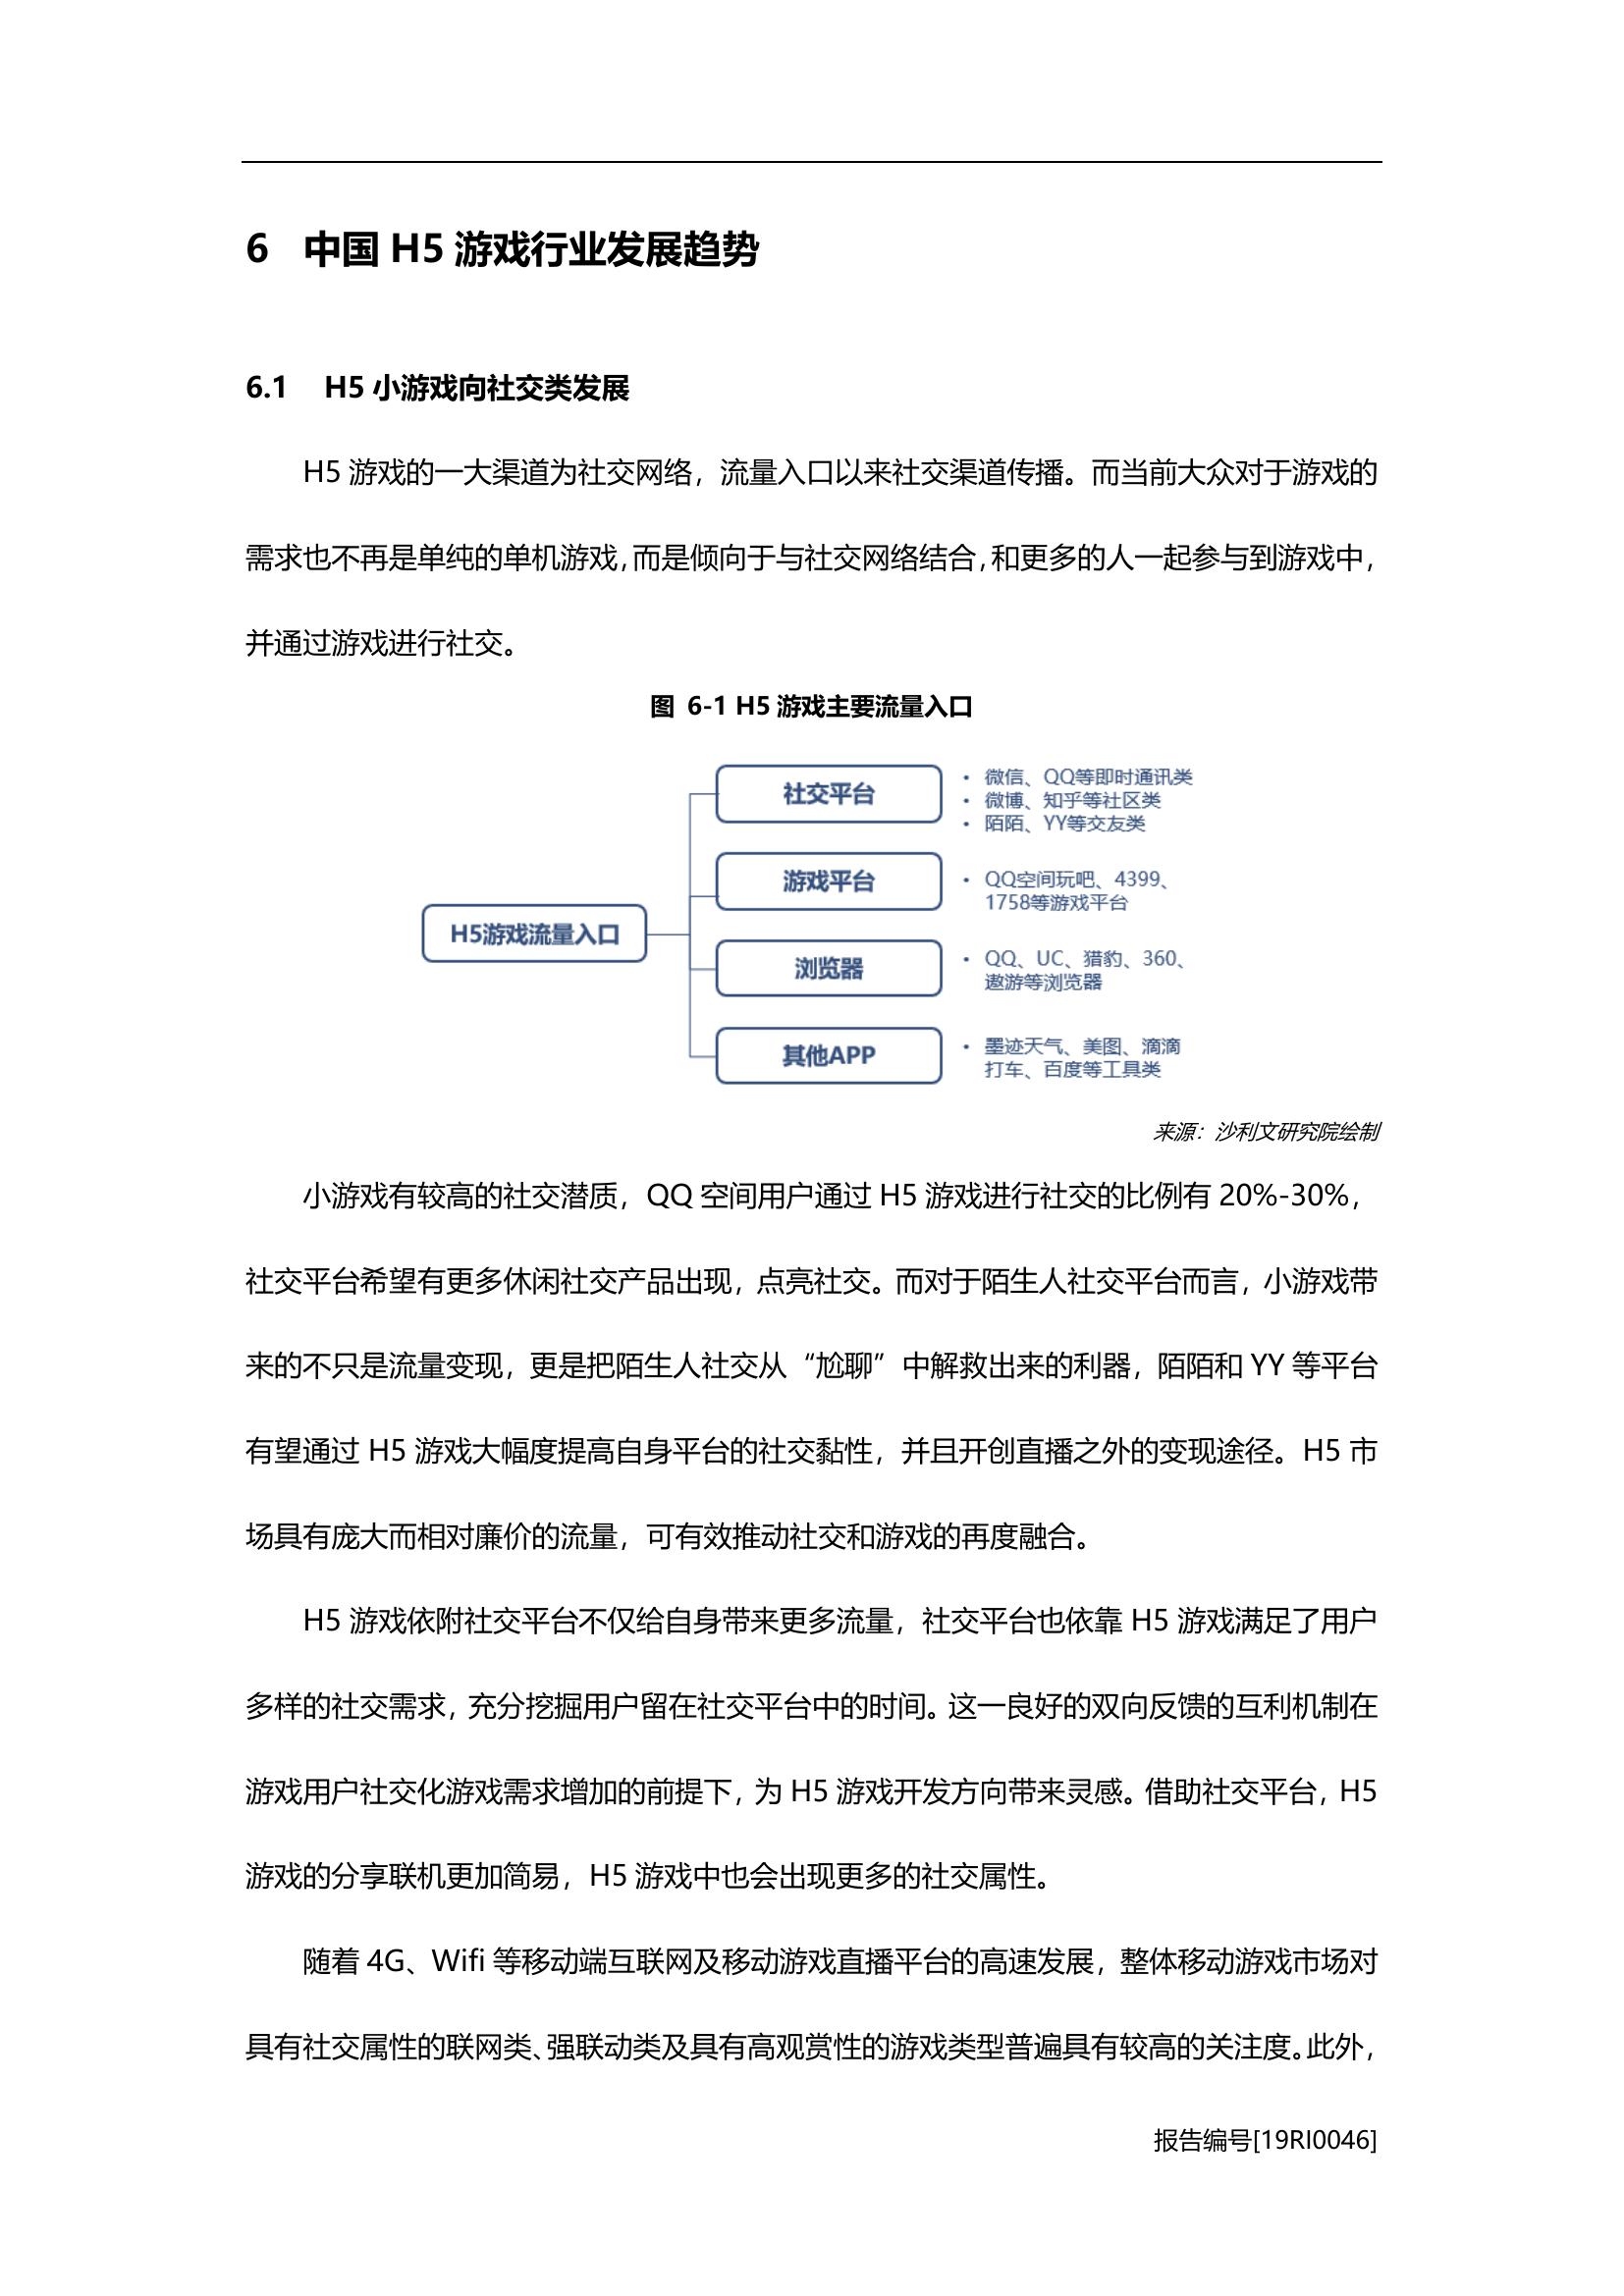 6 中国 H5 游戏行业发展趋势
6.1 H5 小游戏向社交类发展
H5 游戏的一大渠道为社交网络，流量入口以来社交渠道传播。而当前大众对于游戏的
需求也不再是单纯的单机游戏，而是倾向于与社交网络结合，和更多的人一起参与到游戏中，
并通过游戏进行社交。
图 6-1 H5 游戏主要流量入口
H5游戏流量入口
社交平台
• 微信、QQ等即时通讯类
• 微博、知乎等社区类
• 陌陌、YY等交友类
游戏平台
• QQ空间玩吧、4399、
1758等游戏平台
浏览器
• QQ、UC、猎豹、360、
遨游等浏览器
其他APP
• 墨迹天气、美图、滴滴
打车、百度等工具类
来源：沙利文研究院绘制
小游戏有较高的社交潜质，QQ 空间用户通过 H5 游戏进行社交的比例有 20%-30%，
社交平台希望有更多休闲社交产品出现，点亮社交。而对于陌生人社交平台而言，小游戏带
来的不只是流量变现，更是把陌生人社交从“尬聊”中解救出来的利器，陌陌和 YY 等平台
有望通过 H5 游戏大幅度提高自身平台的社交黏性，并且开创直播之外的变现途径。H5 市
场具有庞大而相对廉价的流量，可有效推动社交和游戏的再度融合。
H5 游戏依附社交平台不仅给自身带来更多流量，社交平台也依靠 H5 游戏满足了用户
多样的社交需求，充分挖掘用户留在社交平台中的时间。这一良好的双向反馈的互利机制在
游戏用户社交化游戏需求增加的前提下，为 H5 游戏开发方向带来灵感。借助社交平台，H5
游戏的分享联机更加简易，H5 游戏中也会出现更多的社交属性。
随着 4G、Wifi 等移动端互联网及移动游戏直播平台的高速发展，整体移动游戏市场对
具有社交属性的联网类、强联动类及具有高观赏性的游戏类型普遍具有较高的关注度。此外，
报告编号[19RI0046]